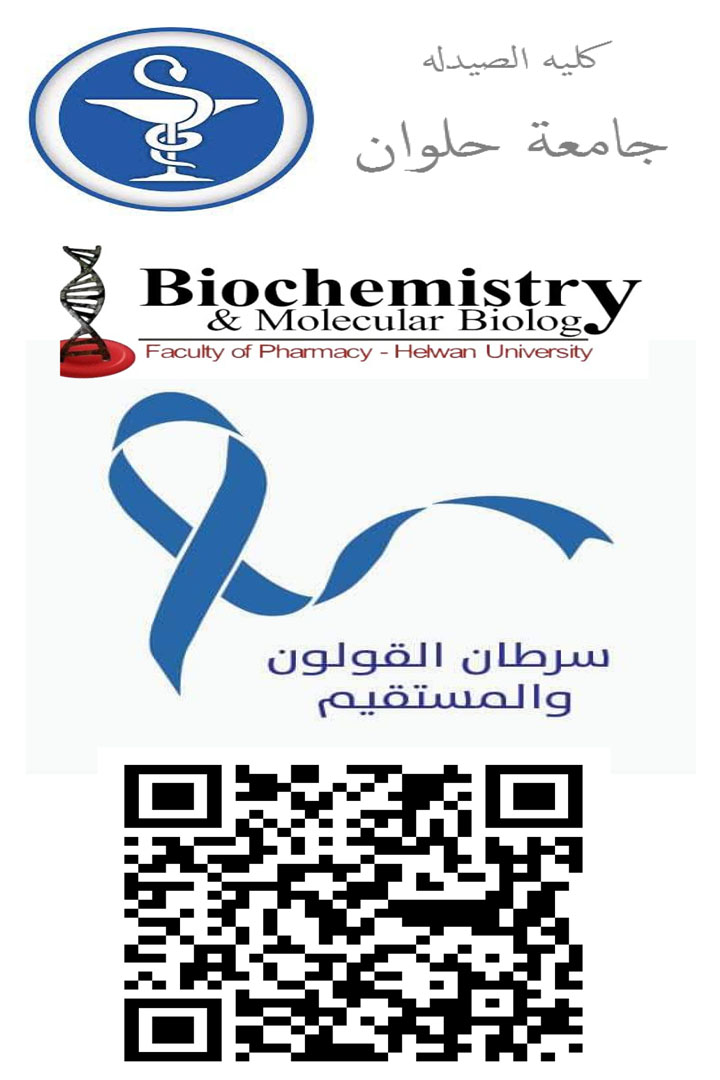 كليه الصيدله
جامعة حلوان
Biochemistry
& Molecular Biolog
Faculty of Pharmacy - Helwan University
سرطان القولون
والمستقيم